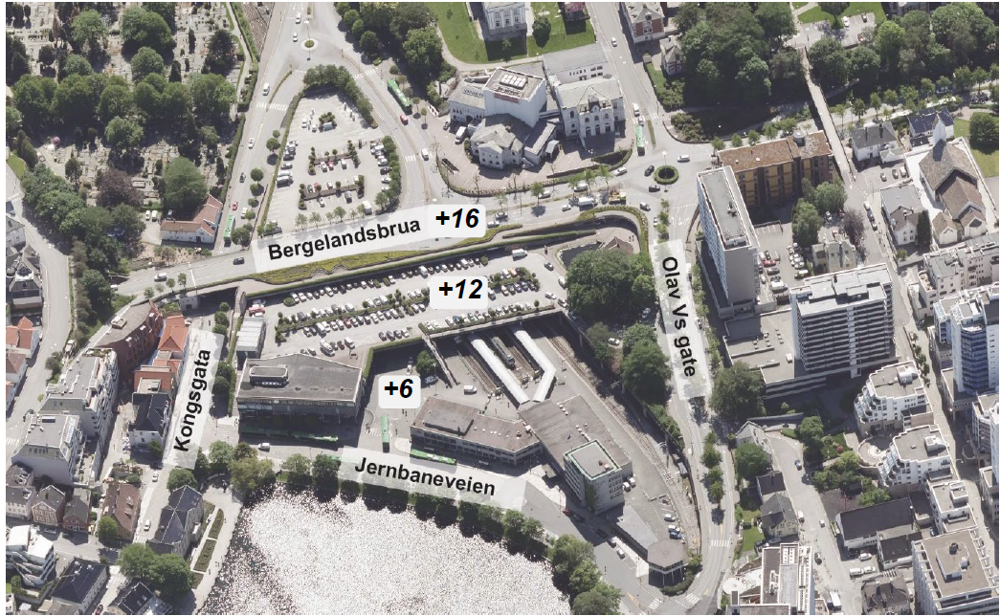 Bergelandsbrua +16
+12
Olav Vs gate
Kongsgata
+6
Jernbaneveien